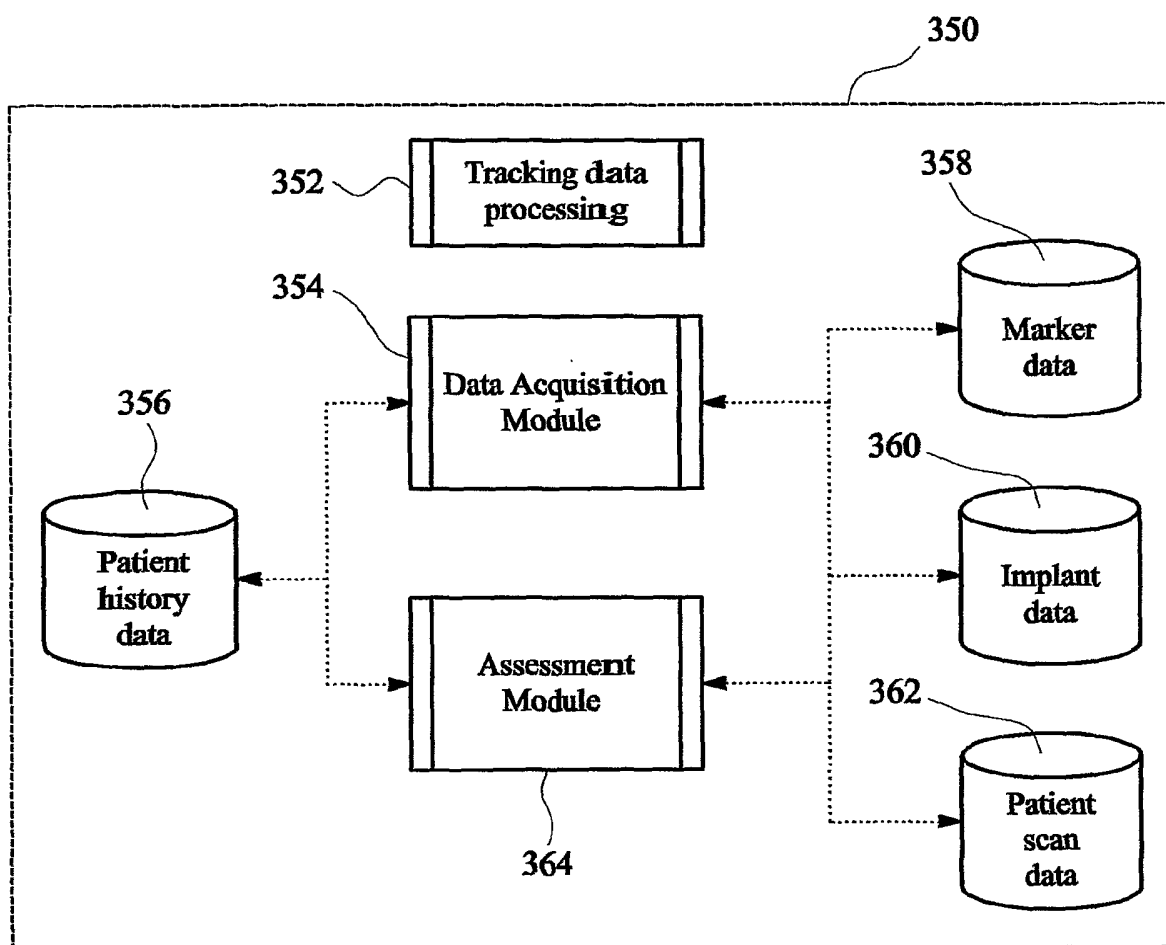 350
352
Tracking data
processing
358
354
Marker
data
Data Acquisition
Module
356
360
Patient
history
data
Implant
data
Assessment
Module
362
364
Patient
scan
data